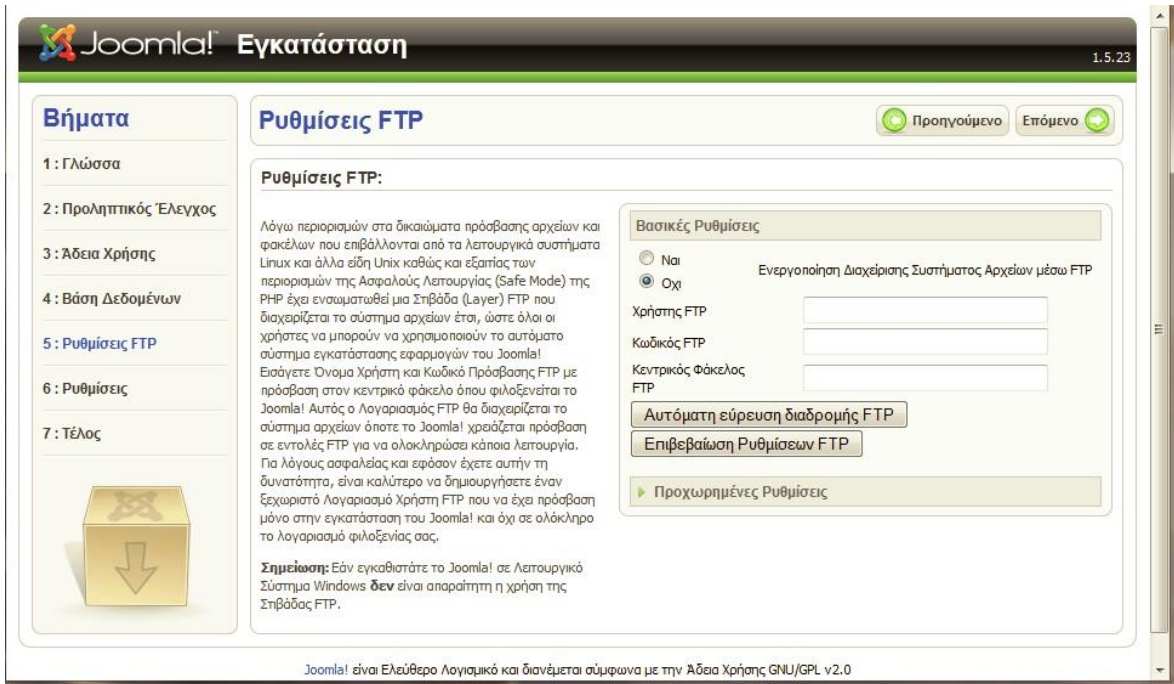 Joomla! Εγκατάσταση
1.5.23
Βήματα
1 : Γλώσσα
2 : Προληπτικός Έλεγχος
3 : Άδεια Χρήσης
4 : Βάση Δεδομένων
5 : Ρυθμίσεις FTP
6 : Ρυθμίσεις
7 : Τέλος
Ρυθμίσεις FTP
Προηγούμενο
Επόμενο
Ρυθμίσεις FTP:
Λόγω περιορισμών στα δικαιώματα πρόσβασης αρχείων και
φακέλων που επιβάλλονται από τα λειτουργικά συστήματα
Linux και άλλα είδη Unix καθώς και εξαιτίας των
περιορισμών της Ασφαλούς Λειτουργίας (Safe Mode) της
PHP έχει ενσωματωθεί μια Στιβάδα (Layer) FTP που
διαχειρίζεται το σύστημα αρχείων έτσι, ώστε όλοι οι
χρήστες να μπορούν να χρησιμοποιούν το αυτόματο
σύστημα εγκατάστασης εφαρμογών του Joomla!
Εισάγετε Όνομα Χρήστη και Κωδικό Πρόσβασης FTP με
πρόσβαση στον κεντρικό φάκελο όπου φιλοξενείται το
Joomla! Αυτός ο Λογαριασμός FTP θα διαχειρίζεται το
σύστημα αρχείων όποτε το Joomla! χρειάζεται πρόσβαση
σε εντολές FTP για να ολοκληρώσει κάποια λειτουργία.
Για λόγους ασφαλείας και εφόσον έχετε αυτήν τη
δυνατότητα, είναι καλύτερο να δημιουργήσετε έναν
ξεχωριστό Λογαριασμό Χρήστη FTP που να έχει πρόσβαση
μόνο στην εγκατάσταση του Joomla! και όχι σε ολόκληρο
το λογαριασμό φιλοξενίας σας.
Σημείωση: Εάν εγκαθιστάτε το Joomla! σε Λειτουργικό
Σύστημα Windows δεν είναι απαραίτητη η χρήση της
Στιβάδας FTP.
Βασικές Ρυθμίσεις
Ναι
Όχι
Ενεργοποίηση Διαχείρισης Συστήματος Αρχείων μέσω FTP
Χρήστης FTP
Κωδικός FTP
Κεντρικός Φάκελος
FTP
Αυτόματη εύρευση διαδρομής FTP
Επιβεβαίωση Ρυθμίσεων FTP
Προχωρημένες Ρυθμίσεις
Joomla! είναι Ελεύθερο Λογισμικό και διανέμεται σύμφωνα με την Άδεια Χρήσης GNU/GPL v2.0